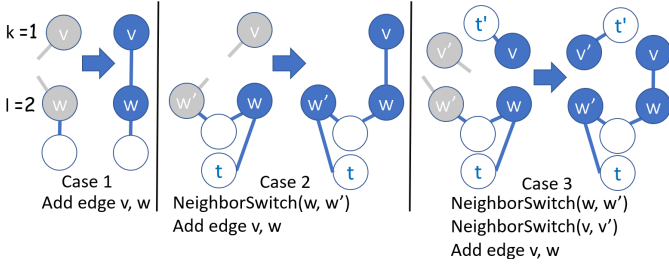 k=1
v
v
l=2
w
w
Case 1
Add edge v, w
v
v
w'
w
w'
w
t
t
Case 2
NeighborSwitch(w, w')
Add edge v, w
t'
t'
v'
v
v'
v
w'
w
w'
w
t
t
Case 3
NeighborSwitch(w, w')
NeighborSwitch(v, v')
Add edge v, w